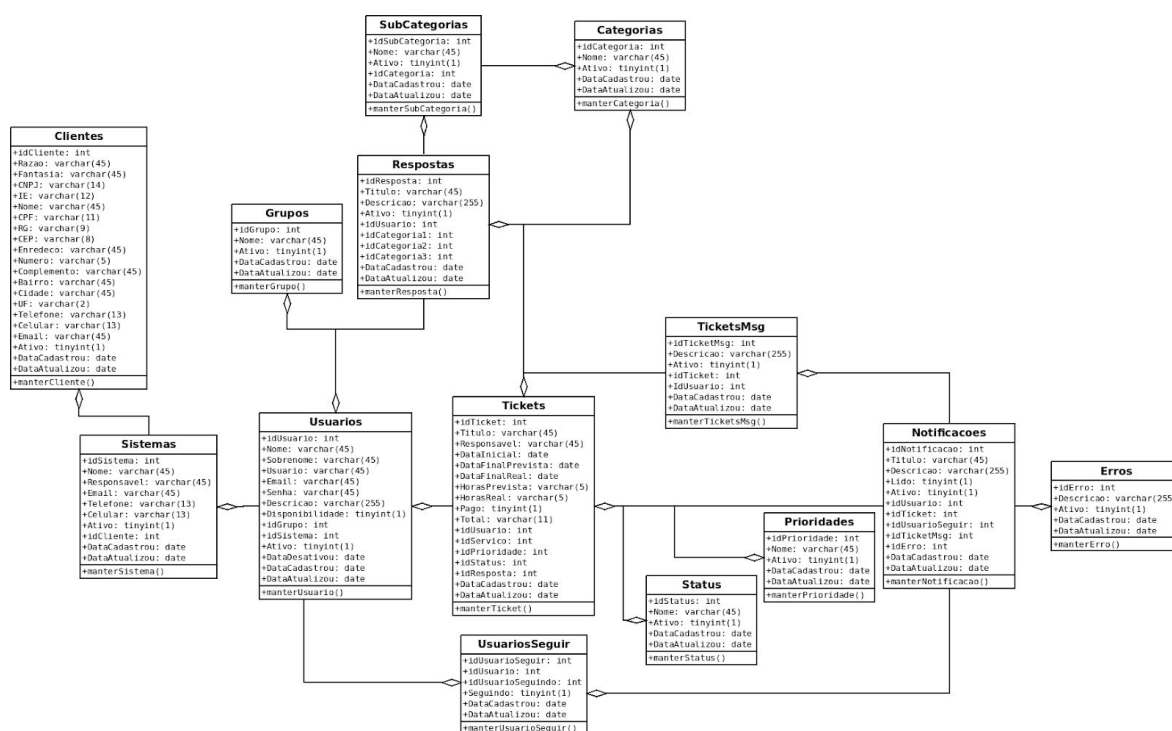 SubCategorias
+idSubCategoria: int
+Nome: varchar(45)
+Ativo: tinyint(1)
+idCategoria: int
+DataCadastrou: date
+DataAtualizou: date
+manterSubCategoria()
Categorias
+idCategoria: int
+Nome: varchar(45)
+Ativo: tinyint(1)
+DataCadastrou: date
+DataAtualizou: date
+manterCategoria()
Clientes
+idCliente: int
+Razao: varchar(45)
+Fantasia: varchar(45)
+CNPJ: varchar(14)
+IE: varchar(12)
+Nome: varchar(45)
+CPF: varchar(11)
+RG: varchar(9)
+CEP: varchar(8)
+Enredeco: varchar(45)
+Numero: varchar(5)
+Complemento: varchar(45)
+Bairro: varchar(45)
+Cidade: varchar(45)
+UF: varchar(2)
+Telefone: varchar(13)
+Celular: varchar(13)
+Email: varchar(45)
+Ativo: tinyint(1)
+DataCadastrou: date
+DataAtualizou: date
+manterCliente()
Grupos
+idGrupo: int
+Nome: varchar(45)
+Ativo: tinyint(1)
+DataCadastrou: date
+DataAtualizou: date
+manterGrupo()
Respostas
+idResposta: int
+Titulo: varchar(45)
+Descricao: varchar(255)
+Ativo: tinyint(1)
+idUsuario: int
+idCategoria1: int
+idCategoria2: int
+idCategoria3: int
+DataCadastrou: date
+DataAtualizou: date
+manterResposta()
TicketsMsg
+idTicketMsg: int
+Descricao: varchar(255)
+Ativo: tinyint(1)
+idTicket: int
+IdUsuario: int
+DataCadastrou: date
+DataAtualizou: date
+manterTicketsMsg()
Sistemas
+idSistema: int
+Nome: varchar(45)
+Responsavel: varchar(45)
+Email: varchar(45)
+Telefone: varchar(13)
+Celular: varchar(13)
+Ativo: tinyint(1)
+idCliente: int
+DataCadastrou: date
+DataAtualizou: date
+manterSistema()
Usuarios
+idUsuario: int
+Nome: varchar(45)
+Sobrenome: varchar(45)
+Usuario: varchar(45)
+Email: varchar(45)
+Senha: varchar(45)
+Descricao: varchar(255)
+Disponibilidade: tinyint(1)
+idGrupo: int
+idSistema: int
+Ativo: tinyint(1)
+DataDesativou: date
+DataCadastrou: date
+DataAtualizou: date
+manterUsuario()
Tickets
+idTicket: int
+Titulo: varchar(45)
+Responsavel: varchar(45)
+DataInicial: date
+DataFinalPrevista: date
+DataFinalReal: date
+HorasPrevista: varchar(5)
+HorasReal: varchar(5)
+Pago: tinyint(1)
+Total: varchar(11)
+idUsuario: int
+idServico: int
+idPrioridade: int
+idStatus: int
+idResposta: int
+DataCadastrou: date
+DataAtualizou: date
+manterTicket()
Notificacoes
+idNotificacao: int
+Titulo: varchar(45)
+Descricao: varchar(255)
+Lido: tinyint(1)
+Ativo: tinyint(1)
+idUsuario: int
+idTicket: int
+idUsuarioSeguir: int
+idTicketMsg: int
+idErro: int
+DataCadastrou: date
+DataAtualizou: date
+manterNotificacao()
Erros
+idErro: int
+Descricao: varchar(255)
+Ativo: tinyint(1)
+DataCadastrou: date
+DataAtualizou: date
+manterErro()
Prioridades
+idPrioridade: int
+Nome: varchar(45)
+Ativo: tinyint(1)
+DataCadastrou: date
+DataAtualizou: date
+manterPrioridade()
Status
+idStatus: int
+Nome: varchar(45)
+Ativo: tinyint(1)
+DataCadastrou: date
+DataAtualizou: date
+manterStatus()
UsuariosSeguir
+idUsuarioSeguir: int
+idUsuario: int
+idUsuarioSeguindo: int
+Seguindo: tinyint(1)
+DataCadastrou: date
+DataAtualizou: date
+manterUsuarioSeguir()